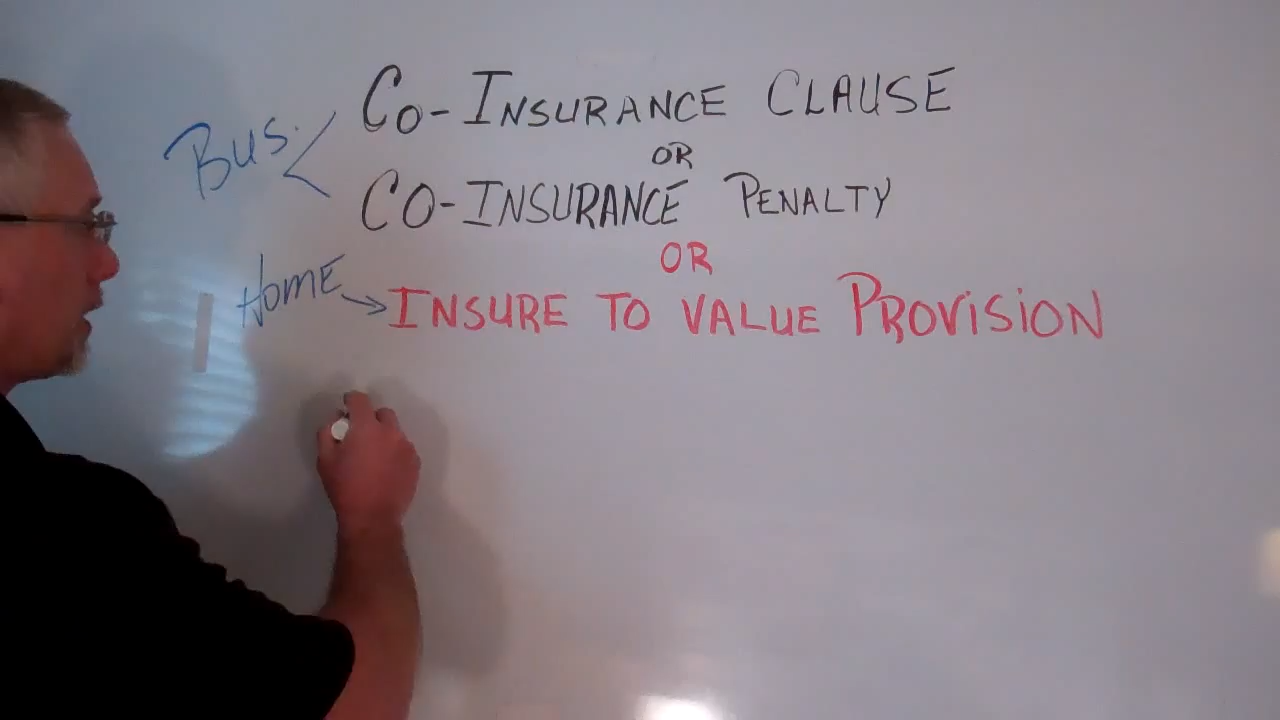 Bus. CO-INSURANCE CLAUSE
OR
CO-INSURANCE PENALTY
OR
HOME → INSURE TO VALUE PROVISION